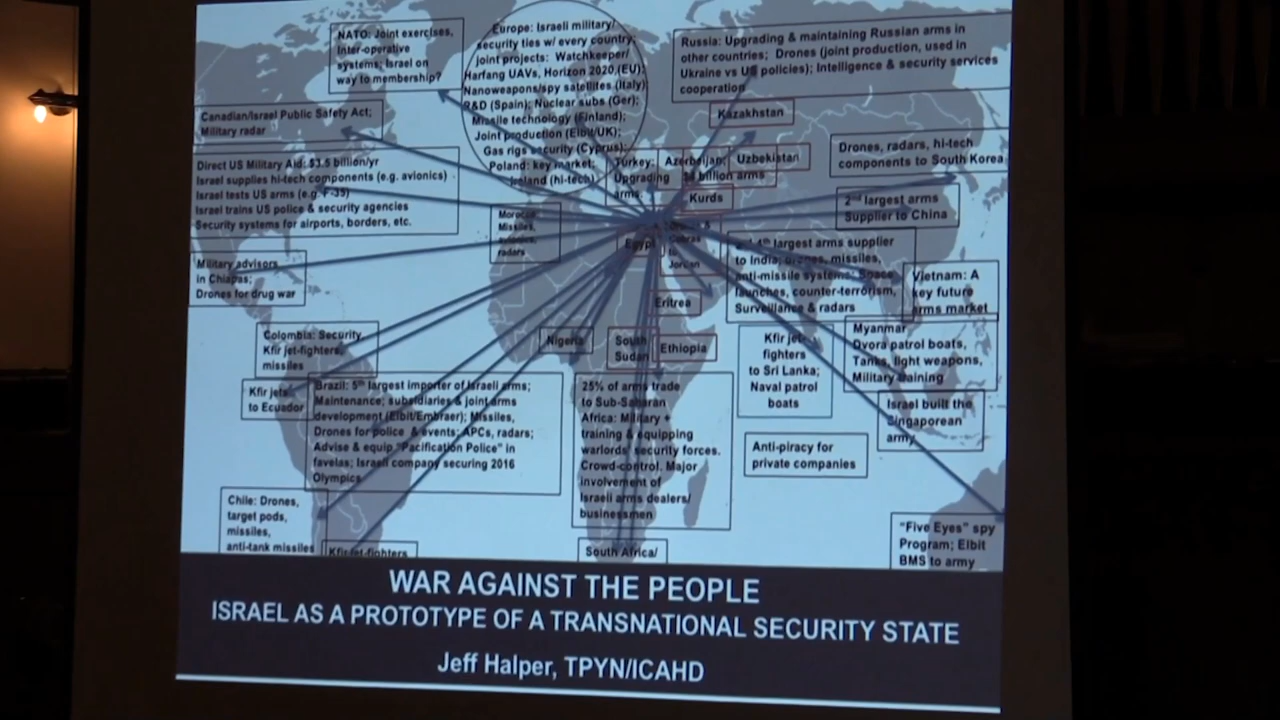 NATO: Joint exercises,
Inter-operative
systems; Israel on
way to membership?
Europe: Israeli military/
security ties w/ every country;
joint projects: Watchkeeper/
Harfang UAVs, Horizon 2020,(EU);
Nanoweapons/spy satellites (Italy);
R&D (Spain); Nuclear subs (Ger);
Missile technology (Finland);
Joint production (Elbit/UK);
Gas rigs security (Cyprus);
Poland: key market;
Ireland (hi-tech)
Russia: Upgrading & maintaining Russian arms in
other countries; Drones (joint production, used in
Ukraine vs US policies); Intelligence & security services
cooperation
Canadian/Israel Public Safety Act;
Military radar
Kazakhstan
Direct US Military Aid: $3.5 billion/yr
Israel supplies hi-tech components (e.g. avionics)
Israel tests US arms (e.g. F-35)
Israel trains US police & security agencies
Security systems for airports, borders, etc.
Turkey:
Upgrading
arms.
Azerbaijan:
billion arms
Uzbekistan
Drones, radars, hi-tech
components to South Korea
Kurds
2nd largest arms
Supplier to China
Morocco
Missiles,
avionics,
radars
Egypt
Cobras
to
Jordan
4th largest arms supplier
to India; drones, missiles,
anti-missile systems; Space
launches, counter-terrorism,
Surveillance & radars
Military advisors
in Chiapas;
Drones for drug war
Vietnam: A
key future
arms market
Eritrea
Colombia: Security,
Kfir jet-fighters,
missiles
Nigeria
South
Sudan
Ethiopia
Kfir jet-
fighters
to Sri Lanka;
Naval patrol
boats
Myanmar
Dvora patrol boats,
Tanks, light weapons,
Military training
Kfir jets
to Ecuador
Brazil: 5th largest importer of Israeli arms;
Maintenance; subsidiaries & joint arms
development (Elbit/Embraer); Missiles,
Drones for police & events; APCs, radars;
Advise & equip "Pacification Police" in
favelas; Israeli company securing 2016
Olympics
25% of arms trade
to Sub-Saharan
Africa: Military +
training & equipping
warlords' security forces.
Crowd-control. Major
involvement of
Israeli arms dealers/
businessmen
Israel built the
Singaporean
army
Anti-piracy for
private companies
Chile: Drones,
target pods,
missiles,
anti-tank missiles
Kfir jet-fighters
South Africa/
"Five Eyes" spy
Program; Elbit
BMS to army
WAR AGAINST THE PEOPLE
ISRAEL AS A PROTOTYPE OF A TRANSNATIONAL SECURITY STATE
Jeff Halper, TPYN/ICAHD